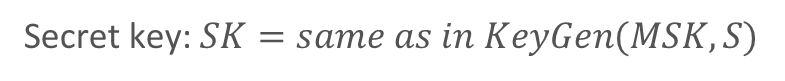 Secret key: SK = same as in KeyGen(MSK, S)